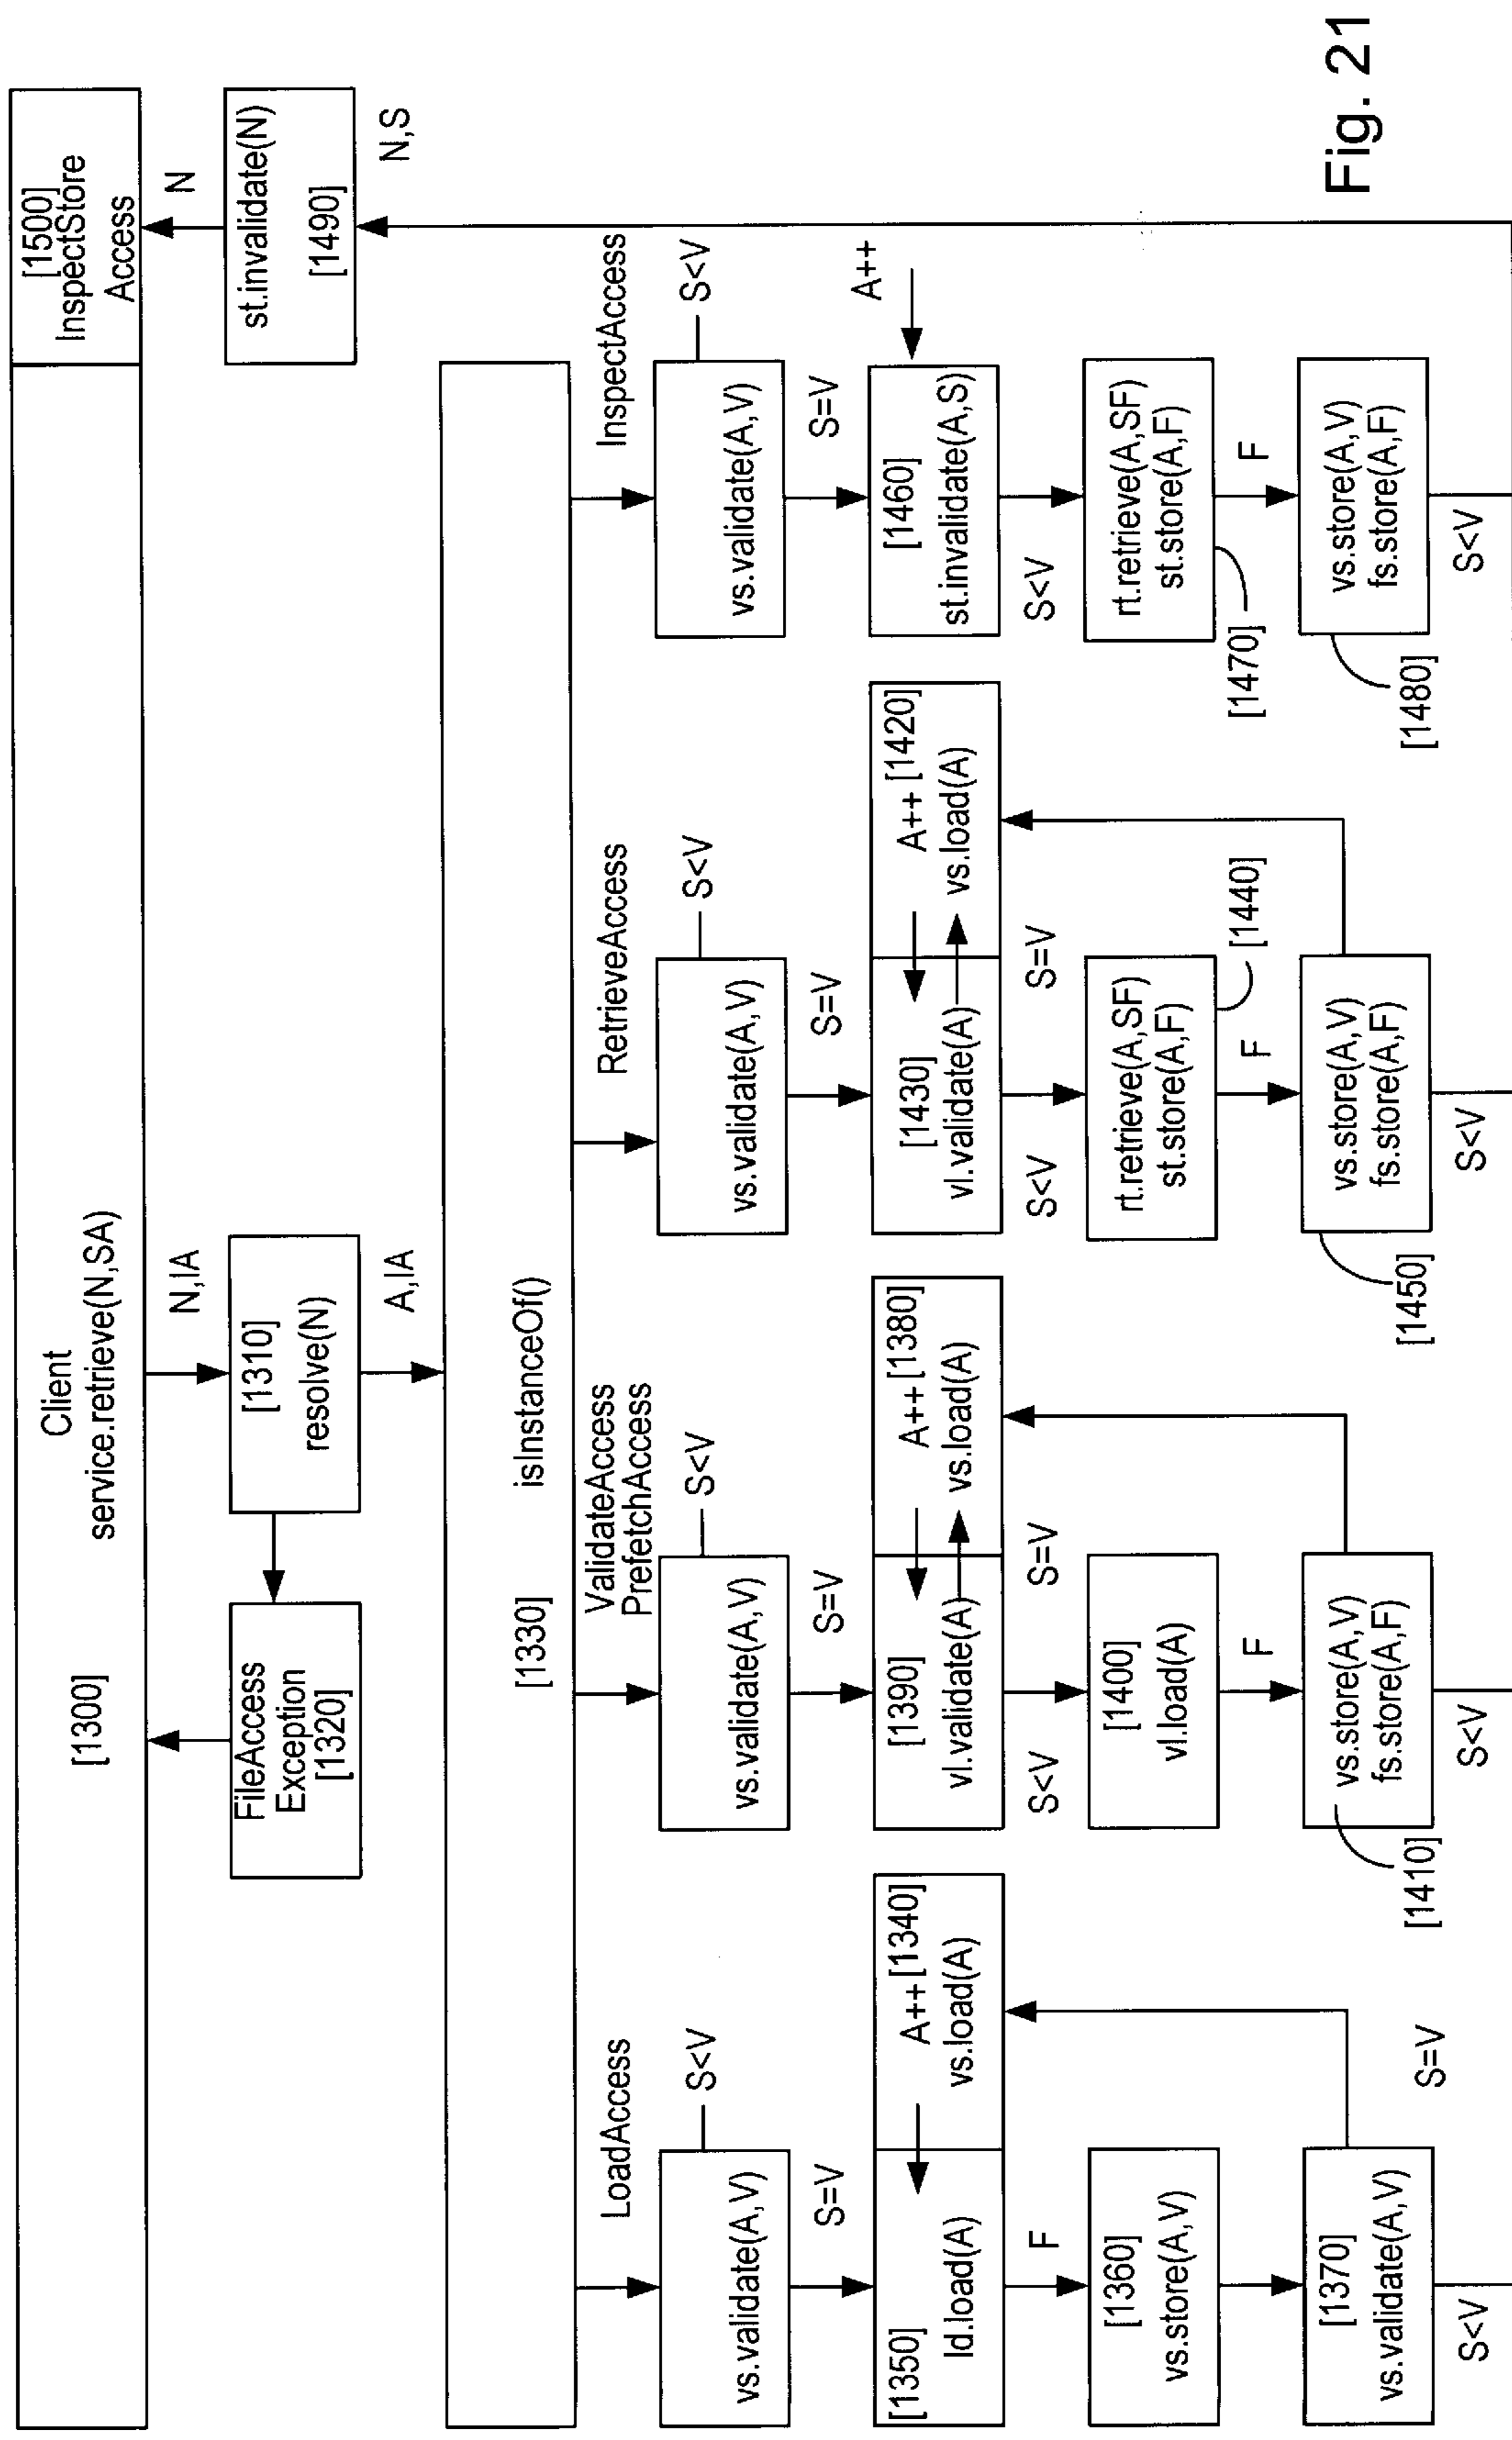 Client
[1300]
service.retrieve(N,SA)
[1500]
InspectStore
Access
FileAccess
Exception
[1320]
[1310]
resolve(N)
N,IA
A,IA
N
st.invalidate(N)
[1490]
N,S
[1330]
isInstanceOf()
LoadAccess
vs.validate(A,V)
S<V
S=V
[1350]
ld.load(A)
A++ [1340]
vs.load(A)
F
[1360]
vs.store(A,V)
[1370]
vs.validate(A,V)
S<V
S=V
ValidateAccess
PrefetchAccess
vs.validate(A,V)
S<V
S=V
[1390]
vl.validate(A)
A++ [1380]
vs.load(A)
S<V
S=V
[1400]
vl.load(A)
F
vs.store(A,V)
fs.store(A,F)
[1410]
S<V
RetrieveAccess
vs.validate(A,V)
S<V
S=V
[1430]
vl.validate(A)
A++ [1420]
vs.load(A)
S<V
S=V
rt.retrieve(A,SF)
st.store(A,F)
[1440]
F
vs.store(A,V)
fs.store(A,F)
[1450]
S<V
InspectAccess
vs.validate(A,V)
S<V
S=V
A++
[1460]
st.invalidate(A,S)
S<V
rt.retrieve(A,SF)
st.store(A,F)
[1470]
F
vs.store(A,V)
fs.store(A,F)
[1480]
S<V
Fig. 21